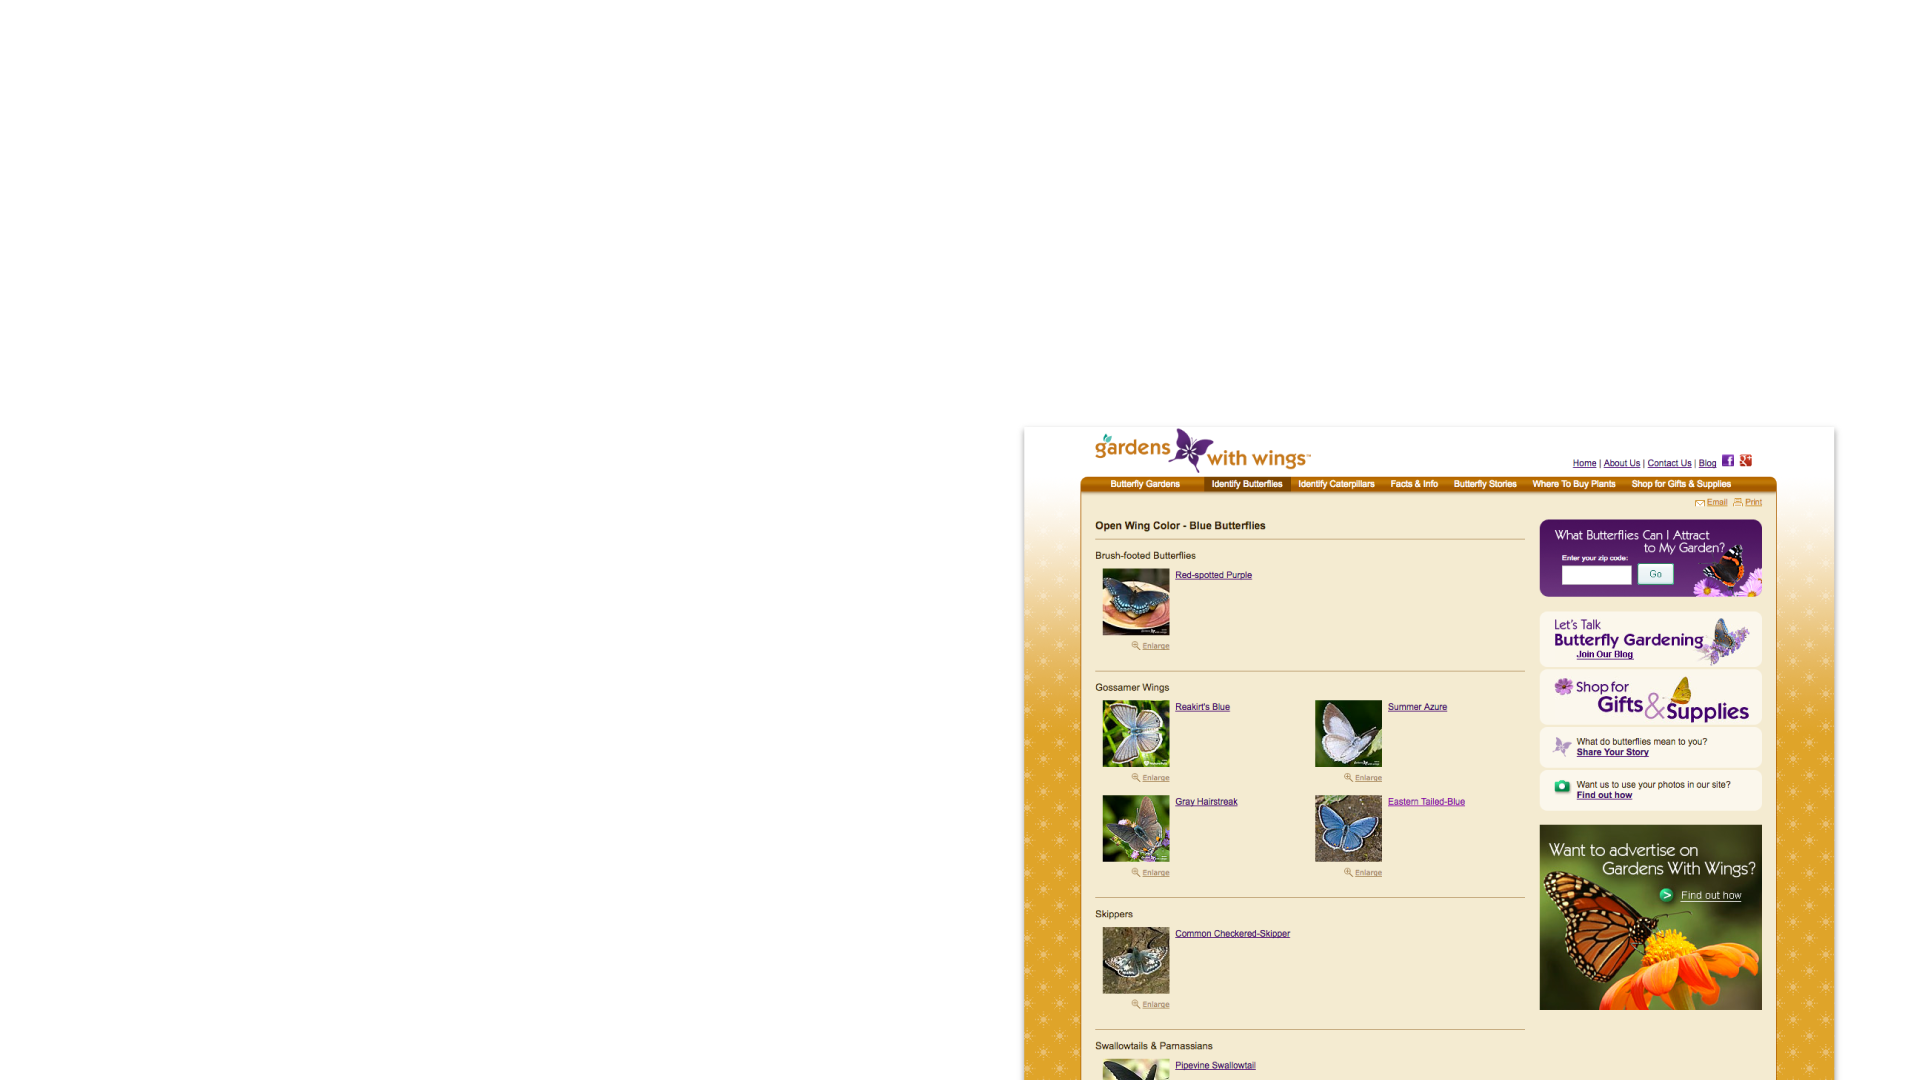 gardens with wings™
Home | About Us | Contact Us | Blog
Butterfly Gardens Identify Butterflies Identify Caterpillars Facts & Info Butterfly Stories Where To Buy Plants Shop for Gifts & Supplies
Email Print
Open Wing Color - Blue Butterflies
Brush-footed Butterflies
Red-spotted Purple
Enlarge
Gossamer Wings
Reakirt's Blue
Enlarge
Summer Azure
Enlarge
Gray Hairstreak
Enlarge
Eastern Tailed-Blue
Enlarge
Skippers
Common Checkered-Skipper
Enlarge
Swallowtails & Parnassians
Pipevine Swallowtail
What Butterflies Can I Attract
to My Garden?
Enter your zip code:
Go
Let's Talk
Butterfly Gardening
Join Our Blog
Shop for
Gifts &
Supplies
What do butterflies mean to you?
Share Your Story
Want us to use your photos in our site?
Find out how
Want to advertise on
Gardens With Wings?
Find out how